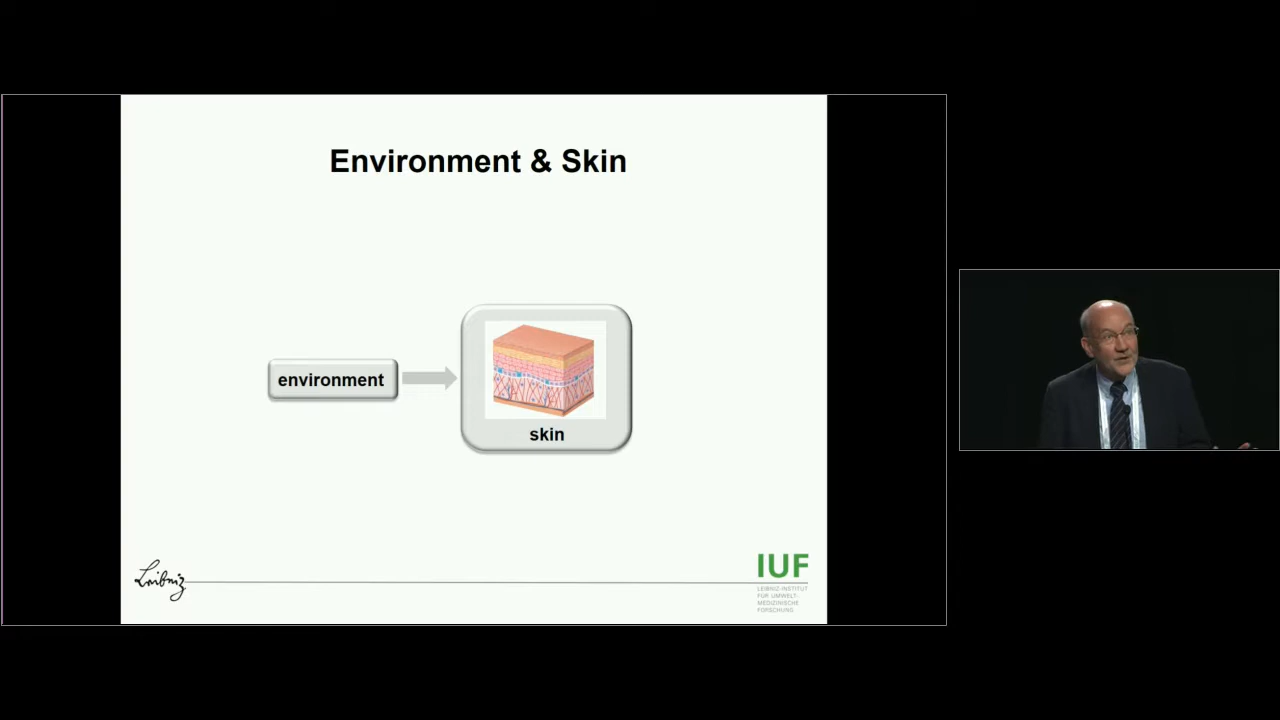 Environment & Skin
environment
skin
Leibniz
IUF
LEIBNIZ-INSTITUT
FÜR UMWELT-
MEDIZINISCHE
FORSCHUNG